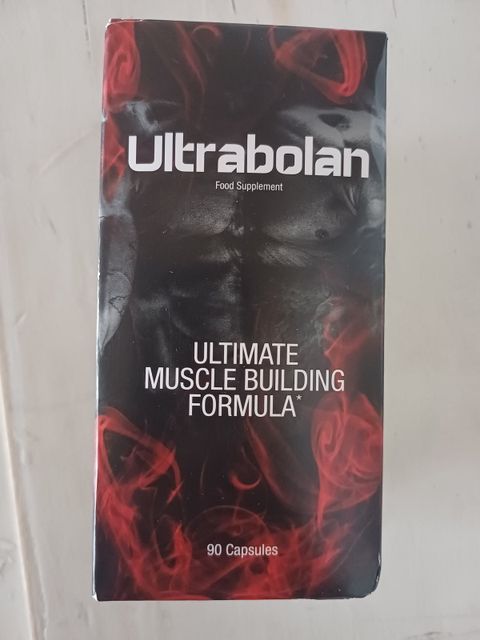 Ultrabolan
Food Supplement
ULTIMATE
MUSCLE BUILDING
FORMULA*
90 Capsules